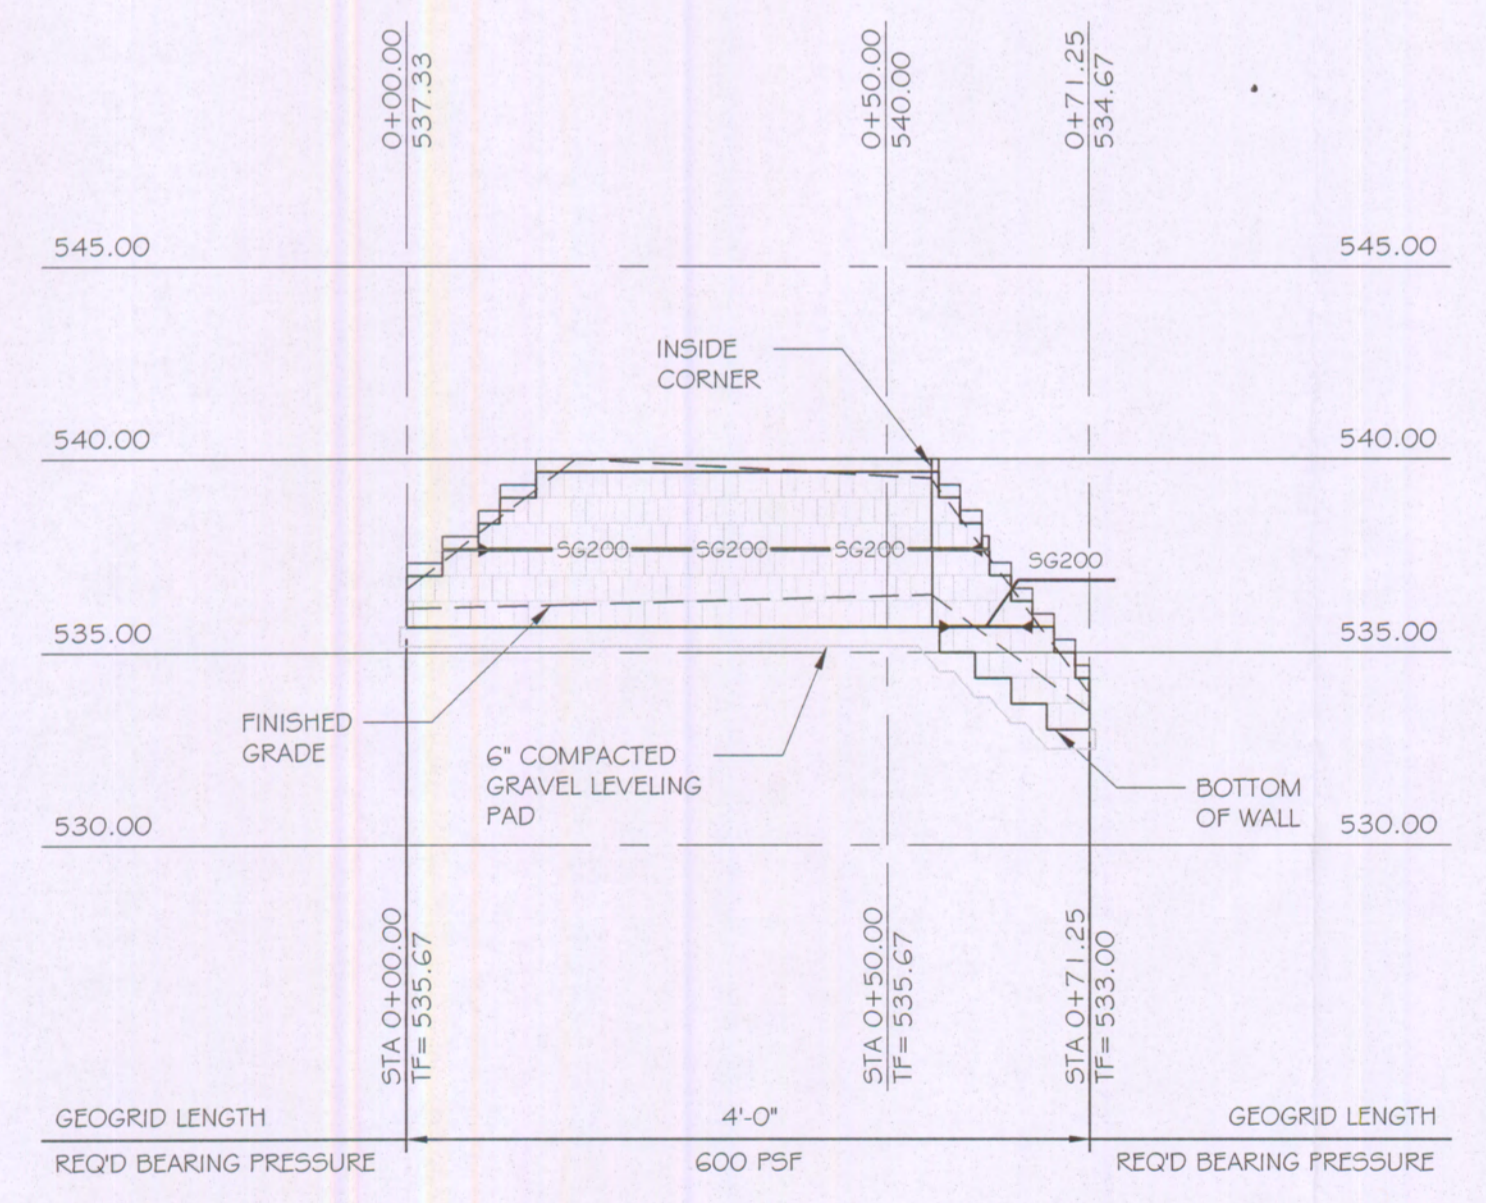 0+00.00
537.33
0+50.00
540.00
0+71.25
534.67
545.00
545.00
INSIDE
CORNER
540.00
540.00
SG200
SG200
SG200
SG200
535.00
535.00
FINISHED
GRADE
6" COMPACTED
GRAVEL LEVELING
PAD
BOTTOM
OF WALL
530.00
530.00
STA 0+00.00
TF= 535.67
STA 0+50.00
TF= 535.67
STA 0+71.25
TF= 533.00
GEOGRID LENGTH
4'-0"
GEOGRID LENGTH
REQ'D BEARING PRESSURE
600 PSF
REQ'D BEARING PRESSURE